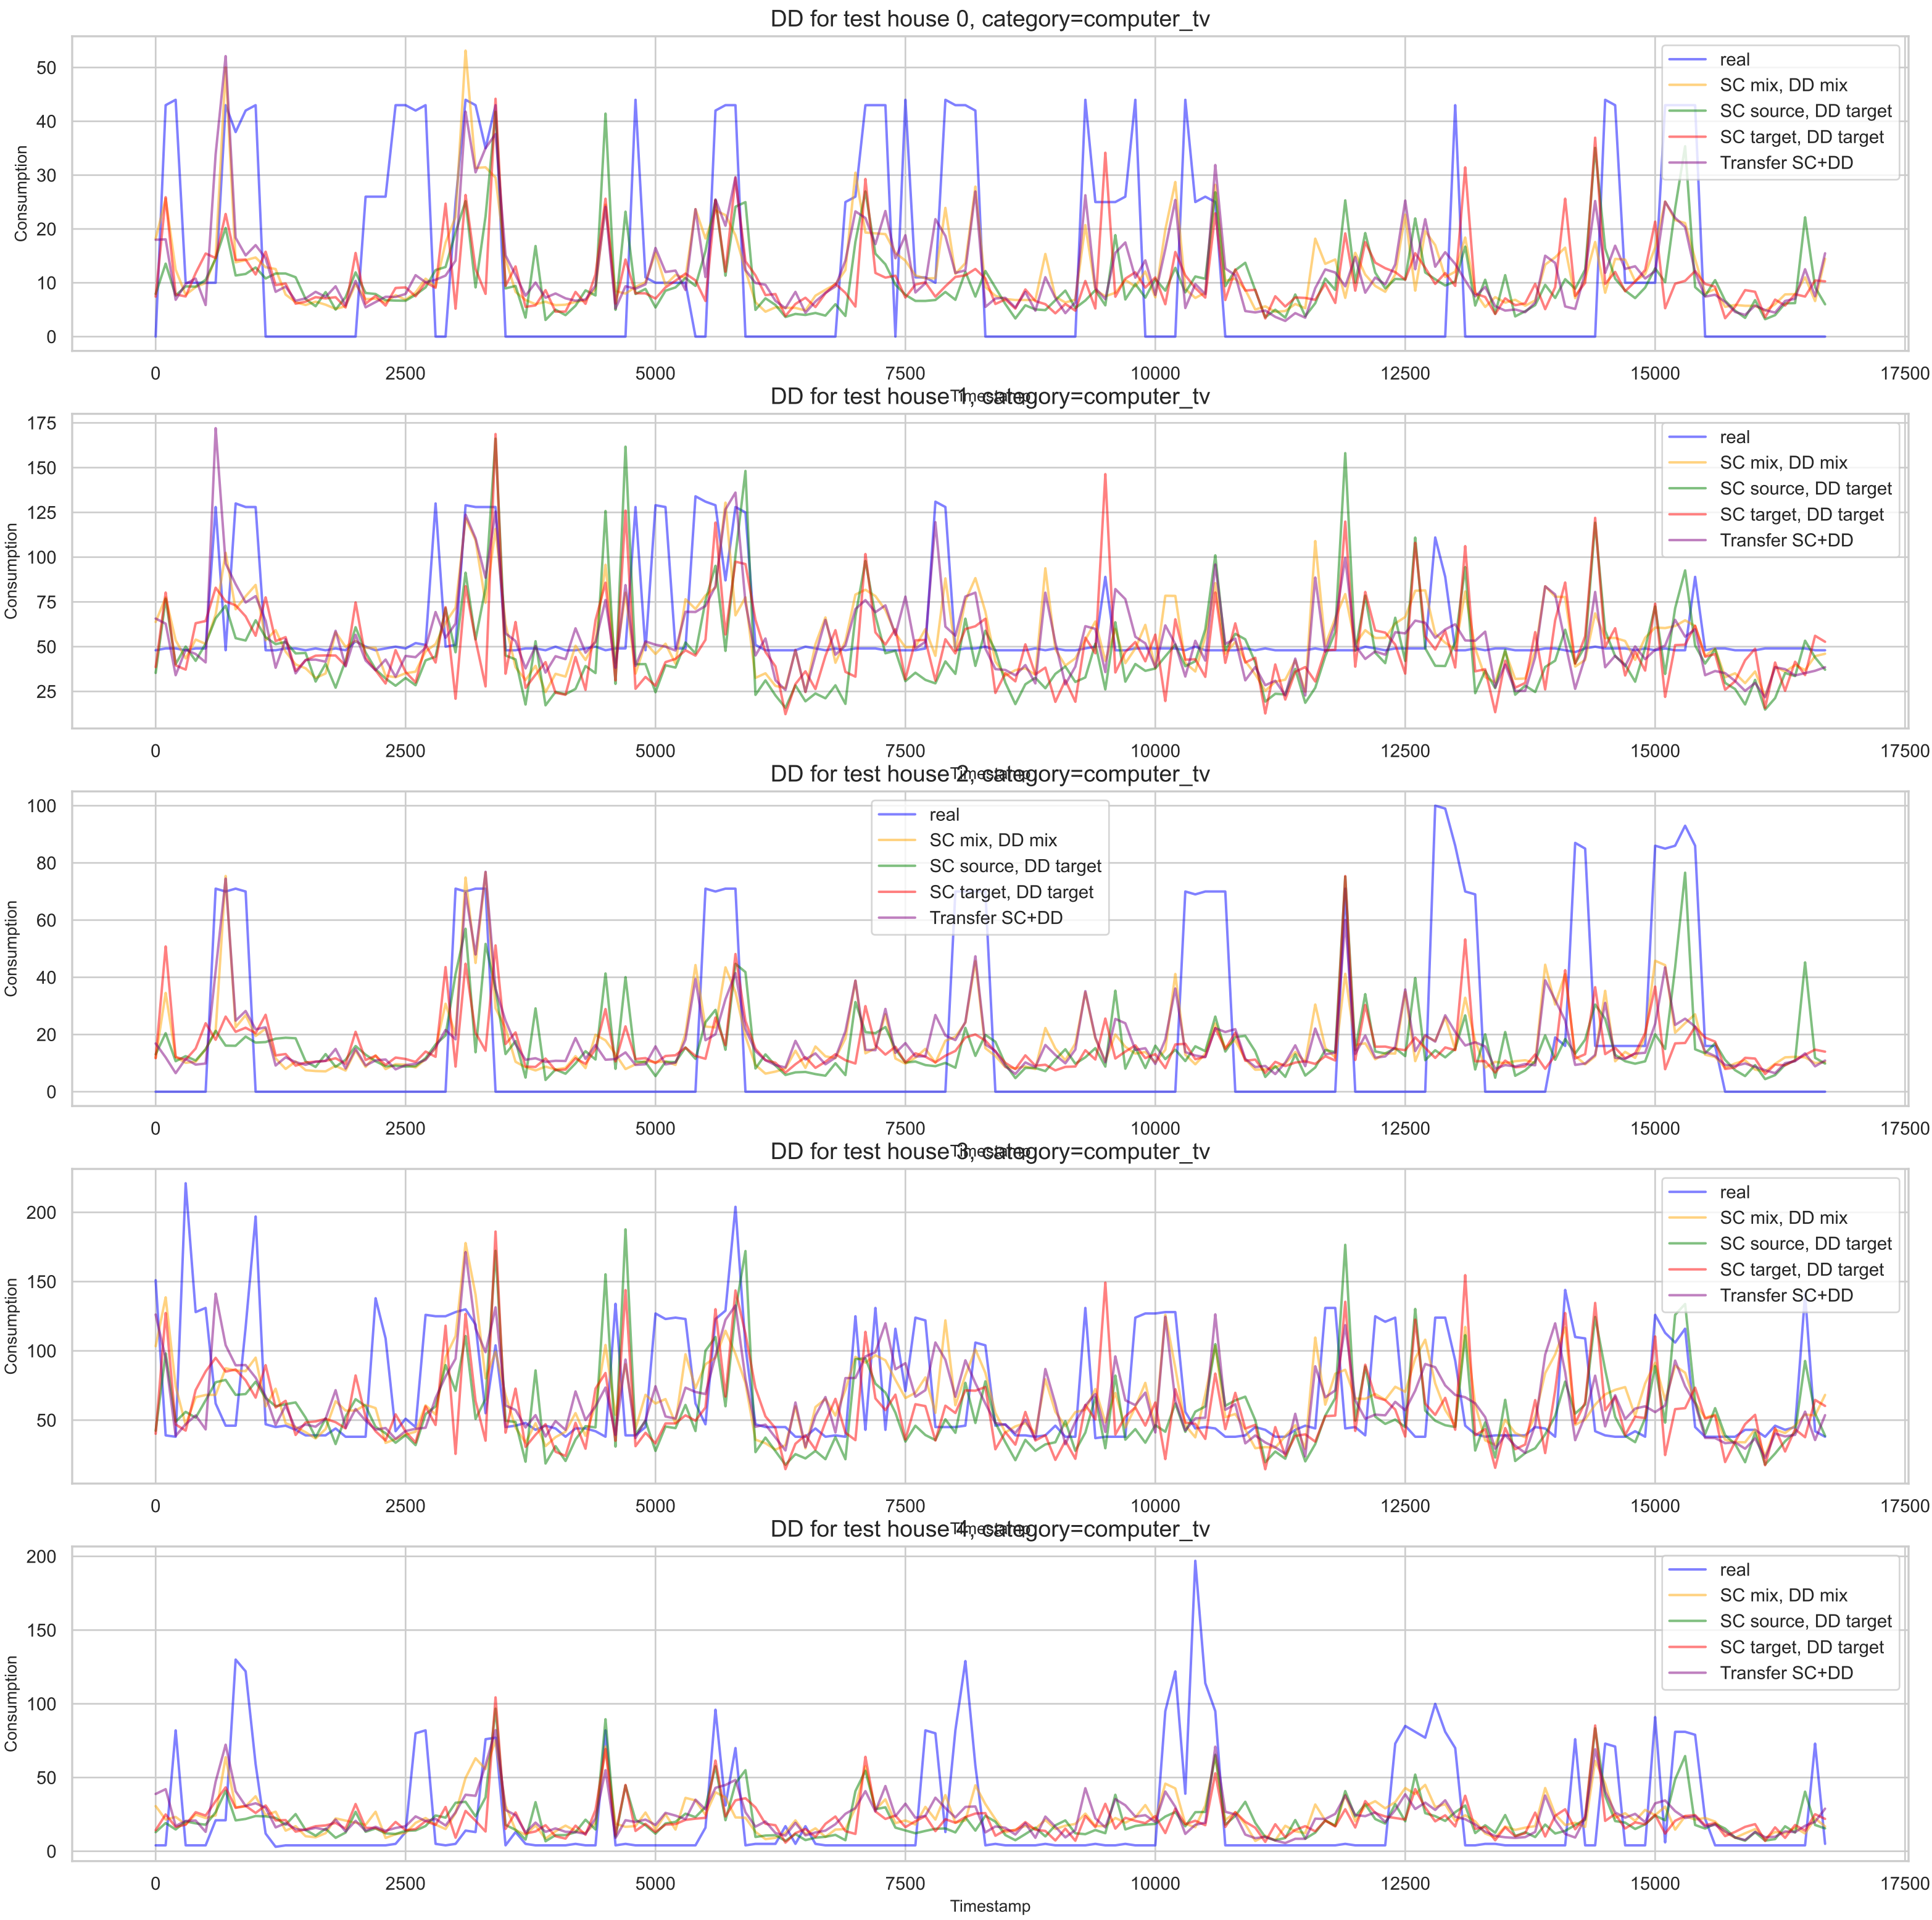 DD for test house 0, category=computer_tv
Consumption
50
40
30
20
10
0
real
SC mix, DD mix
SC source, DD target
SC target, DD target
Transfer SC+DD
0 2500 5000 7500 10000 12500 15000 17500
Timestamp
DD for test house 1, category=computer_tv
Consumption
175
150
125
100
75
50
25
real
SC mix, DD mix
SC source, DD target
SC target, DD target
Transfer SC+DD
0 2500 5000 7500 10000 12500 15000 17500
Timestamp
DD for test house 2, category=computer_tv
Consumption
100
80
60
40
20
0
real
SC mix, DD mix
SC source, DD target
SC target, DD target
Transfer SC+DD
0 2500 5000 7500 10000 12500 15000 17500
Timestamp
DD for test house 3, category=computer_tv
Consumption
200
150
100
50
real
SC mix, DD mix
SC source, DD target
SC target, DD target
Transfer SC+DD
0 2500 5000 7500 10000 12500 15000 17500
Timestamp
DD for test house 4, category=computer_tv
Consumption
200
150
100
50
0
real
SC mix, DD mix
SC source, DD target
SC target, DD target
Transfer SC+DD
0 2500 5000 7500 10000 12500 15000 17500
Timestamp